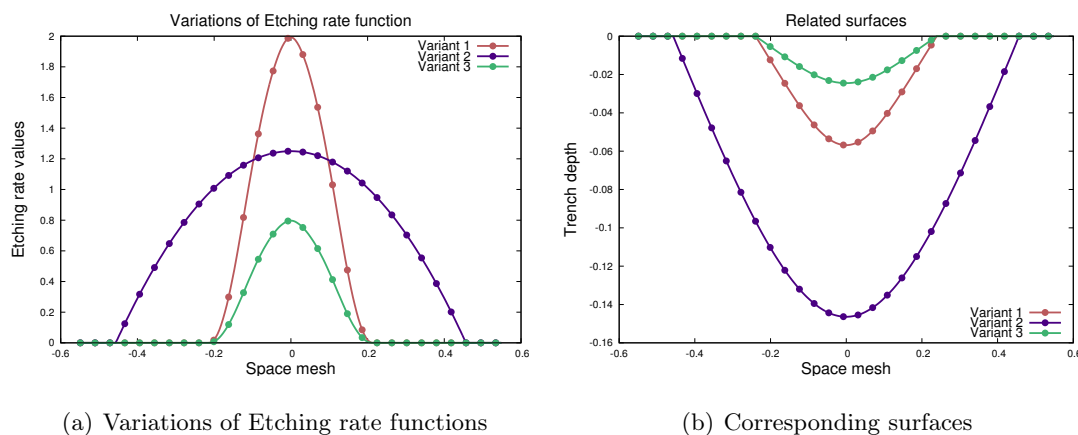 Variations of Etching rate function
Etching rate values
2
1.8
1.6
1.4
1.2
1
0.8
0.6
0.4
0.2
0
-0.6
-0.4
-0.2
0
0.2
0.4
0.6
Space mesh
Variant 1
Variant 2
Variant 3
(a) Variations of Etching rate functions
Related surfaces
Trench depth
0
-0.02
-0.04
-0.06
-0.08
-0.1
-0.12
-0.14
-0.16
-0.6
-0.4
-0.2
0
0.2
0.4
0.6
Space mesh
Variant 1
Variant 2
Variant 3
(b) Corresponding surfaces